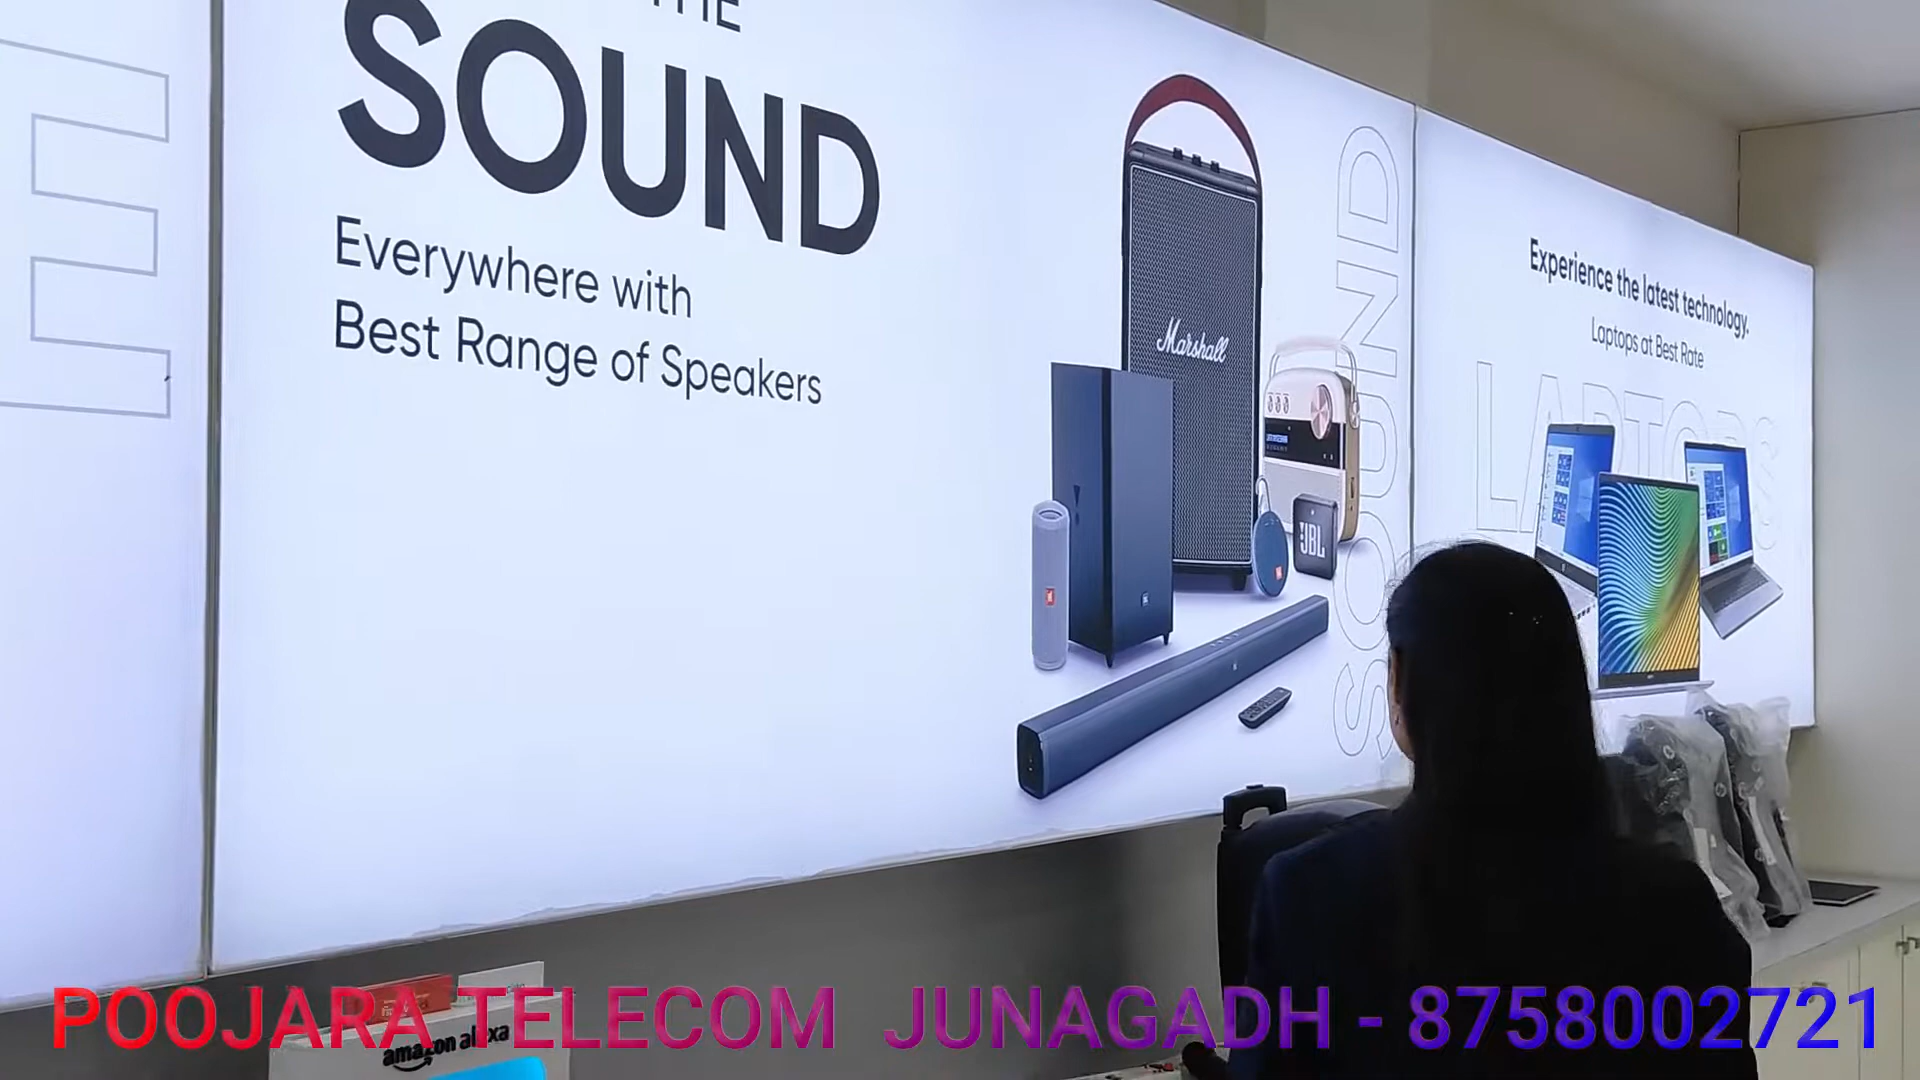 THE
SOUND
Everywhere with
Best Range of Speakers
Marshall
JBL
SOUND
Experience the latest technology.
Laptops at Best Rate
LAPTOPS
E
amazon alexa
POOJARA TELECOM JUNAGADH - 8758002721